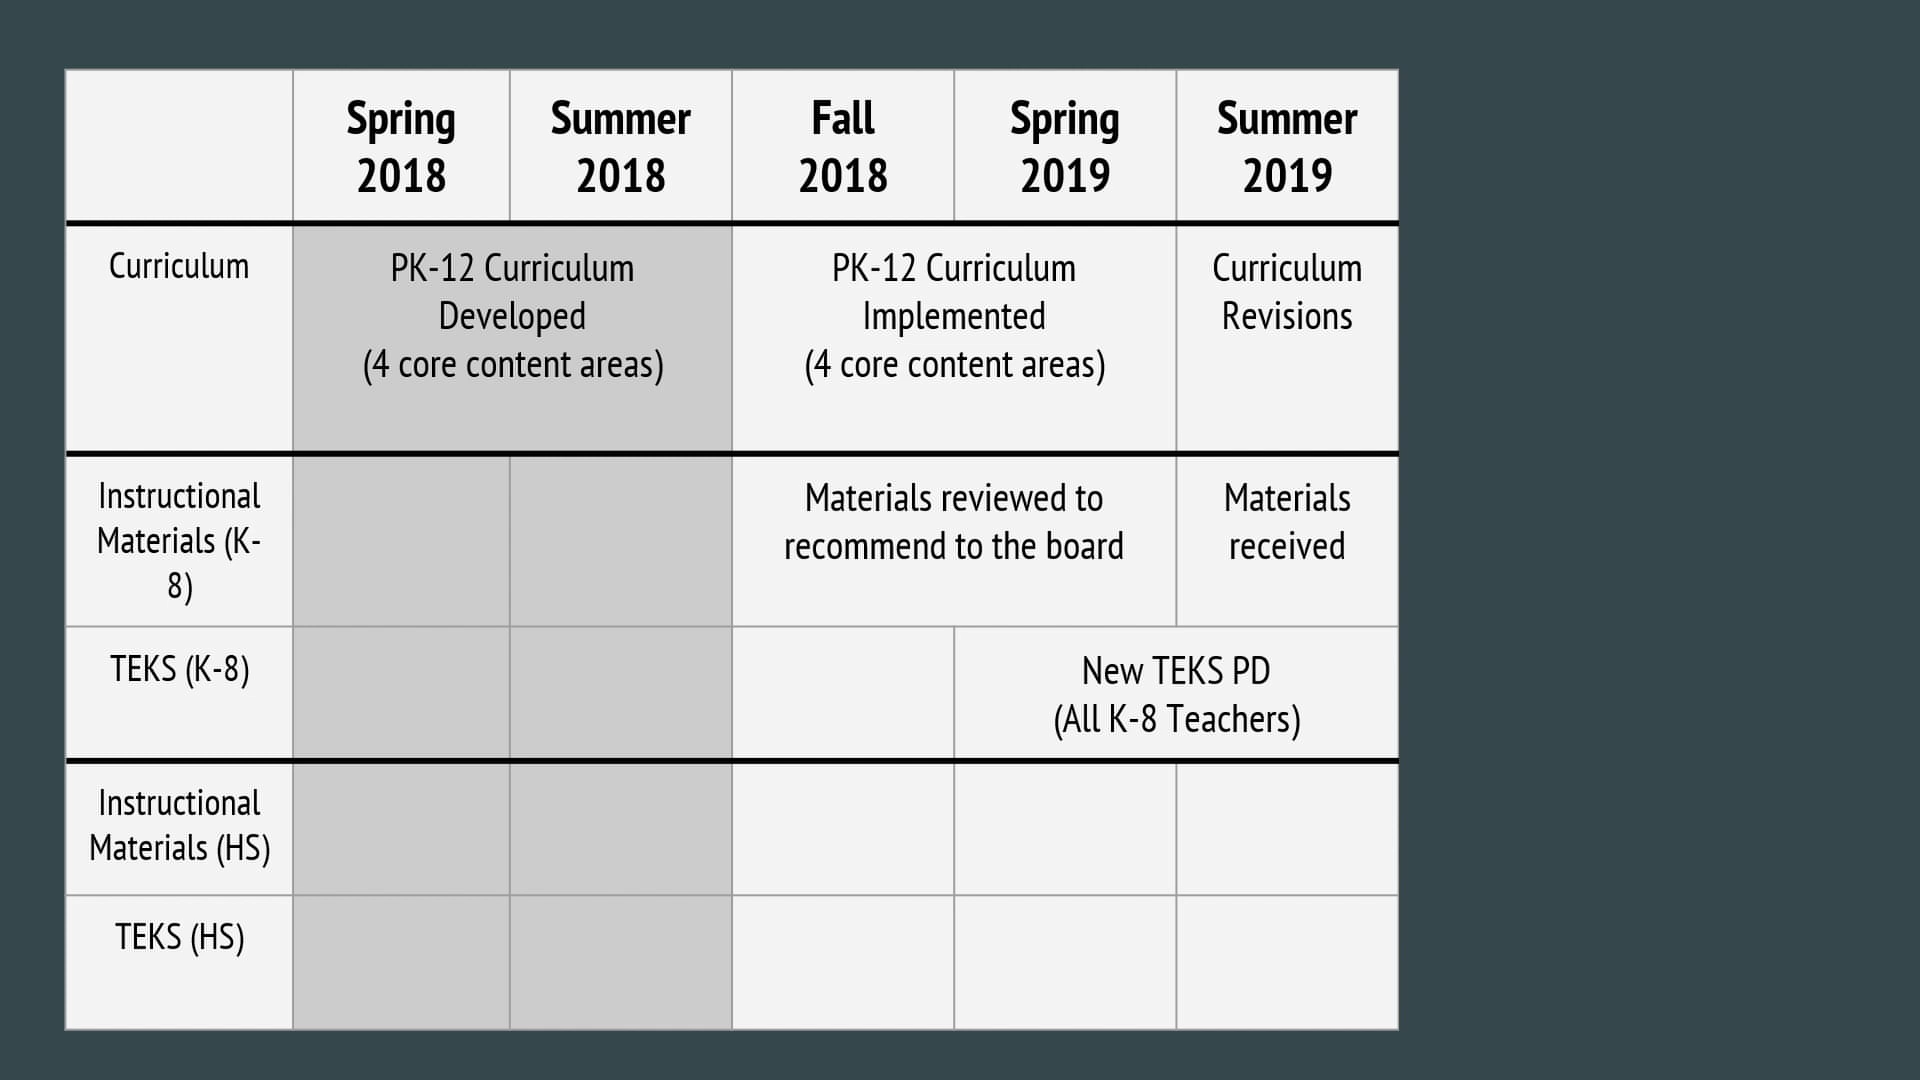 Spring
2018
Summer
2018
Fall
2018
Spring
2019
Summer
2019
Curriculum
PK-12 Curriculum
Developed
(4 core content areas)
PK-12 Curriculum
Implemented
(4 core content areas)
Curriculum
Revisions
Instructional
Materials (K-
8)
Materials reviewed to
recommend to the board
Materials
received
TEKS (K-8)
New TEKS PD
(All K-8 Teachers)
Instructional
Materials (HS)
TEKS (HS)